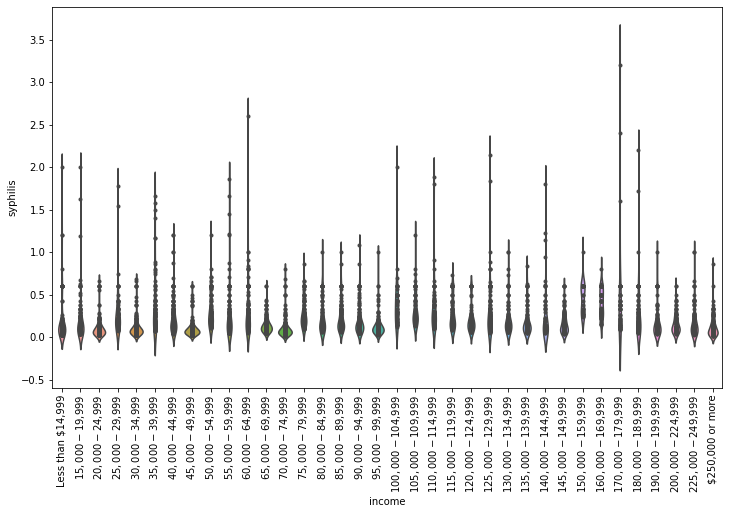 3.5
3.0
2.5
2.0
1.5
1.0
0.5
0.0
−0.5
syphilis
Less than $14,999
15,000 − 19,999
20,000 − 24,999
25,000 − 29,999
30,000 − 34,999
35,000 − 39,999
40,000 − 44,999
45,000 − 49,999
50,000 − 54,999
55,000 − 59,999
60,000 − 64,999
65,000 − 69,999
70,000 − 74,999
75,000 − 79,999
80,000 − 84,999
85,000 − 89,999
90,000 − 94,999
95,000 − 99,999
100,000 − 104,999
105,000 − 109,999
110,000 − 114,999
115,000 − 119,999
120,000 − 124,999
125,000 − 129,999
130,000 − 134,999
135,000 − 139,999
140,000 − 144,999
145,000 − 149,999
150,000 − 159,999
160,000 − 169,999
170,000 − 179,999
180,000 − 189,999
190,000 − 199,999
200,000 − 224,999
225,000 − 249,999
$250,000 or more
income